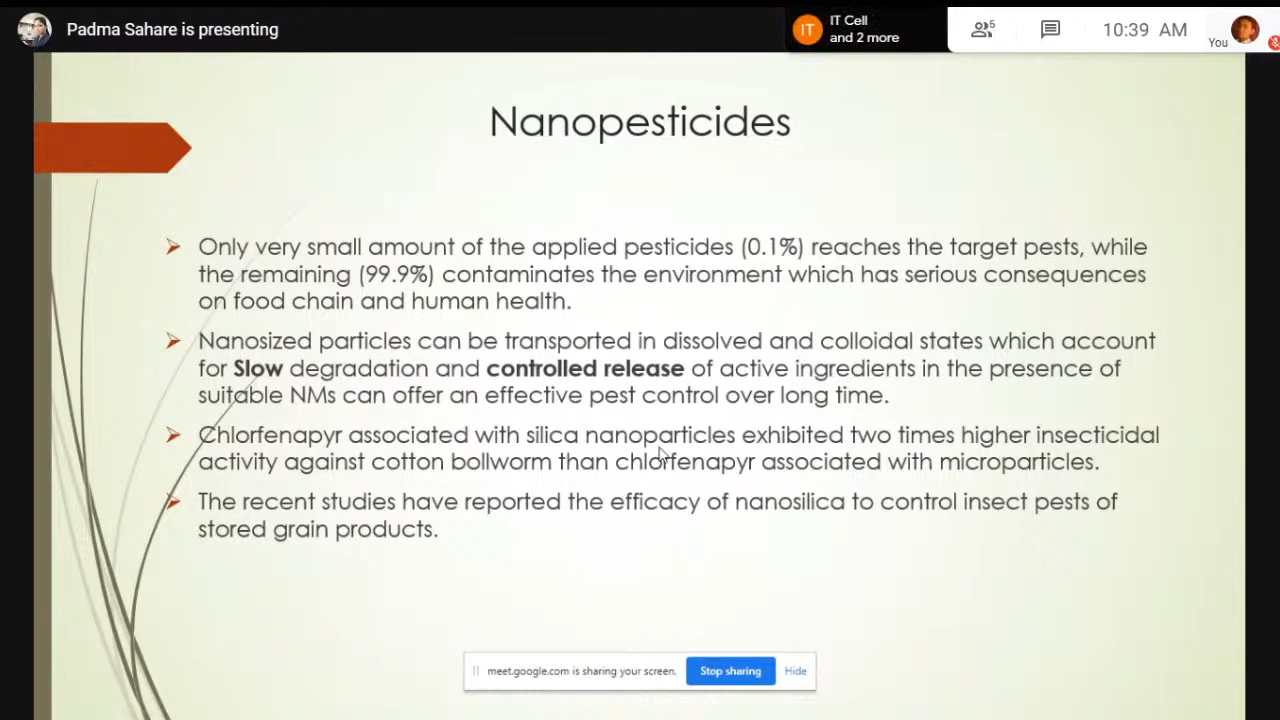 Padma Sahare is presenting
IT
IT Cell
and 2 more
5
10:39 AM
You
Nanopesticides
Only very small amount of the applied pesticides (0.1%) reaches the target pests, while
the remaining (99.9%) contaminates the environment which has serious consequences
on food chain and human health.
Nanosized particles can be transported in dissolved and colloidal states which account
for Slow degradation and controlled release of active ingredients in the presence of
suitable NMs can offer an effective pest control over long time.
Chlorfenapyr associated with silica nanoparticles exhibited two times higher insecticidal
activity against cotton bollworm than chlorfenapyr associated with microparticles.
The recent studies have reported the efficacy of nanosilica to control insect pests of
stored grain products.
meet.google.com is sharing your screen.
Stop sharing
Hide